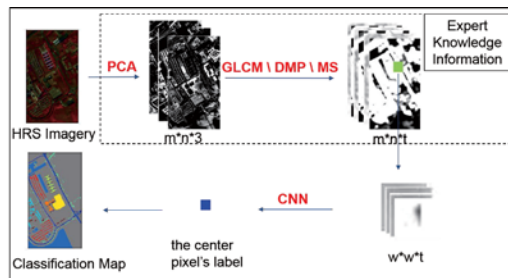 Expert
Knowledge
Information
PCA
GLCM \ DMP \ MS
HRS Imagery
m*n*3
m*n*t
CNN
w*w*t
the center
pixel's label
Classification Map